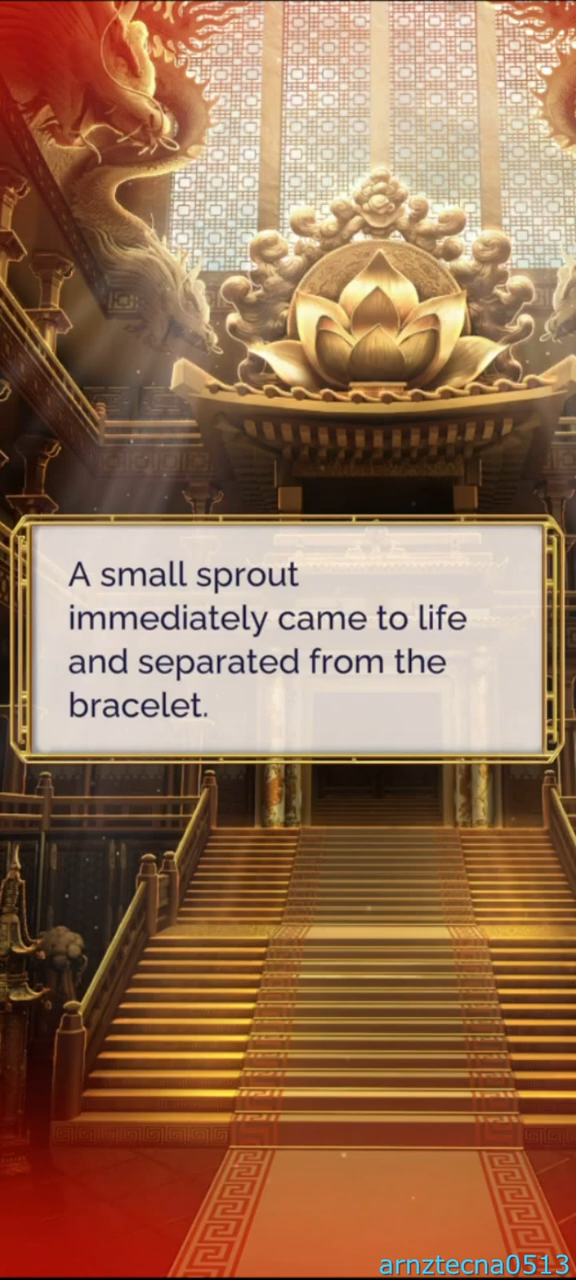 A small sprout
immediately came to life
and separated from the
bracelet.
arnztecna0513